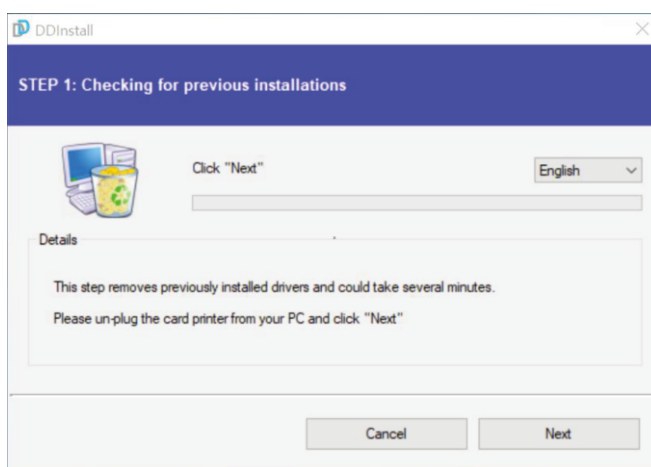 DDInstall
STEP 1: Checking for previous installations
Click "Next"
English
Details
This step removes previously installed drivers and could take several minutes.
Please un-plug the card printer from your PC and click "Next"
Cancel
Next